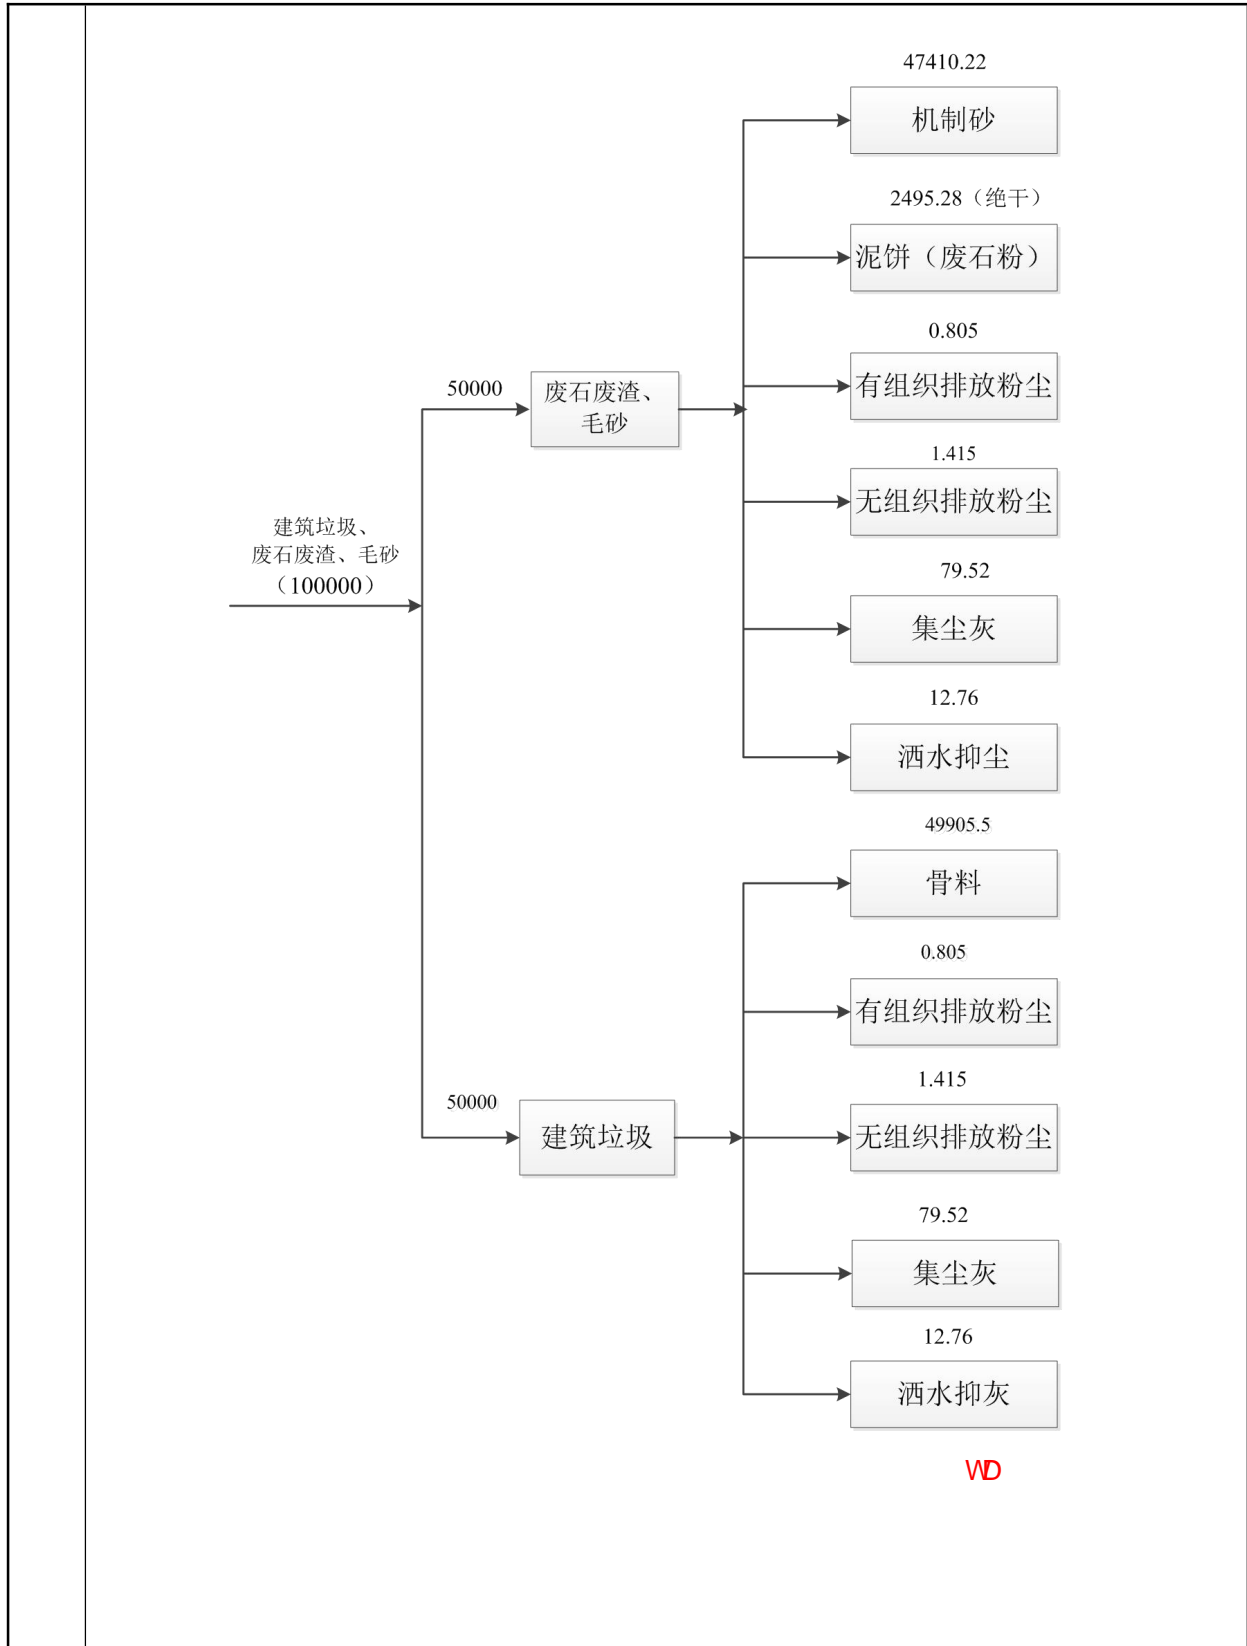 47410.22
机制砂
2495.28（绝干）
泥饼（废石粉）
0.805
有组织排放粉尘
50000
废石废渣、
毛砂
1.415
无组织排放粉尘
建筑垃圾、
废石废渣、毛砂
（100000）
79.52
集尘灰
12.76
洒水抑尘
49905.5
骨料
0.805
有组织排放粉尘
50000
建筑垃圾
1.415
无组织排放粉尘
79.52
集尘灰
12.76
洒水抑灰
WD